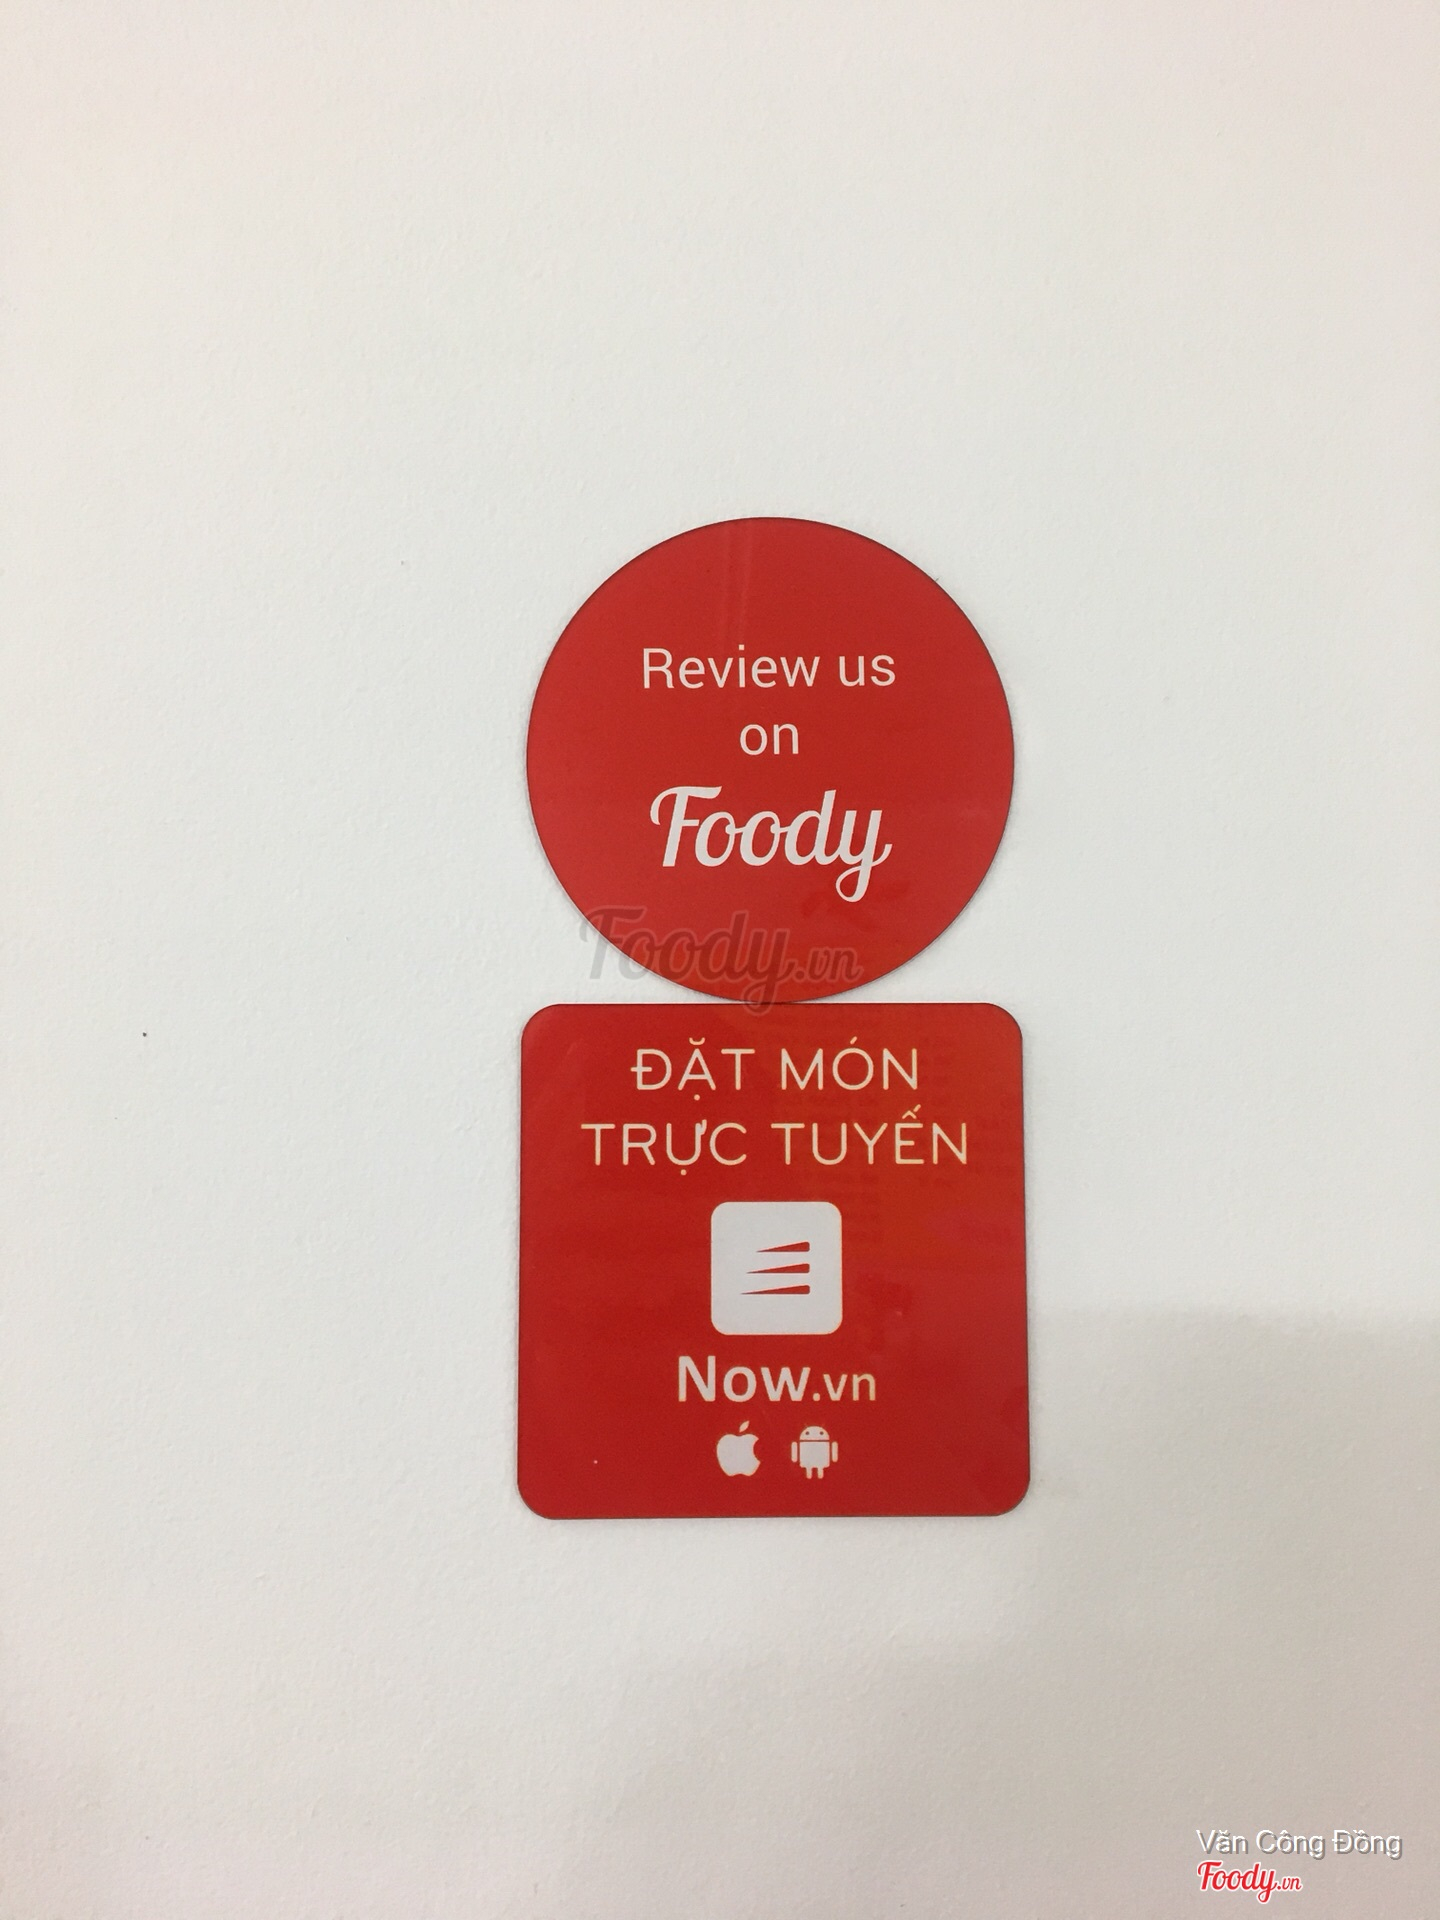 Review us
on
Foody
Foody.vn
ĐẶT MÓN
TRỰC TUYẾN
Now.vn
Văn Công Đồng
Foody.vn